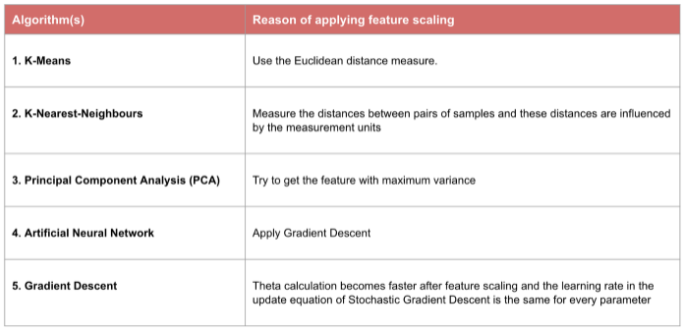 Algorithm(s)
Reason of applying feature scaling
1. K-Means
Use the Euclidean distance measure.
2. K-Nearest-Neighbours
Measure the distances between pairs of samples and these distances are influenced
by the measurement units
3. Principal Component Analysis (PCA)
Try to get the feature with maximum variance
4. Artificial Neural Network
Apply Gradient Descent
5. Gradient Descent
Theta calculation becomes faster after feature scaling and the learning rate in the
update equation of Stochastic Gradient Descent is the same for every parameter